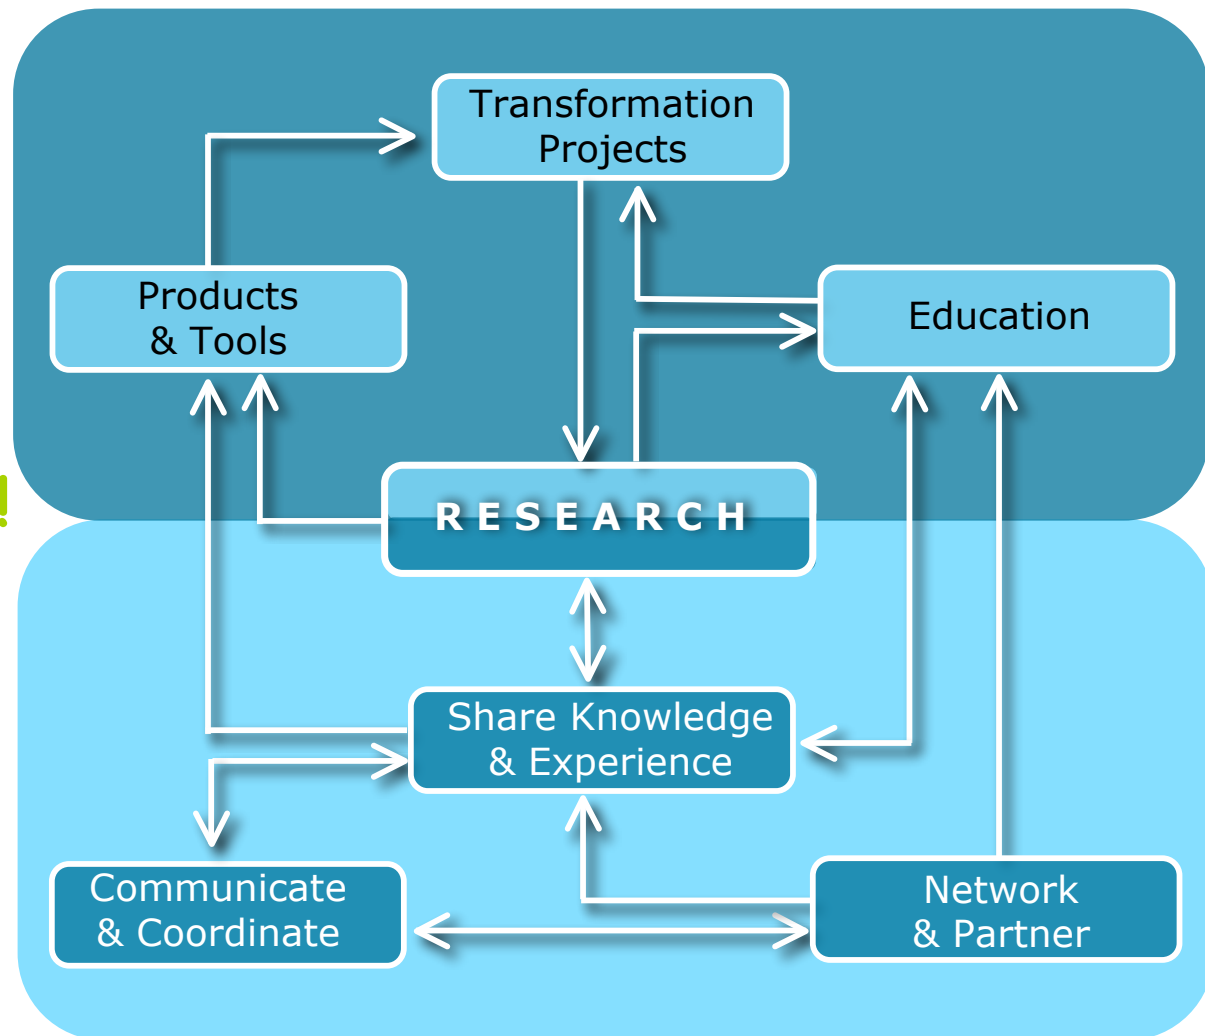 Transformation
Projects
Products
& Tools
Education
!
RESEARCH
Share Knowledge
& Experience
Communicate
& Coordinate
Network
& Partner